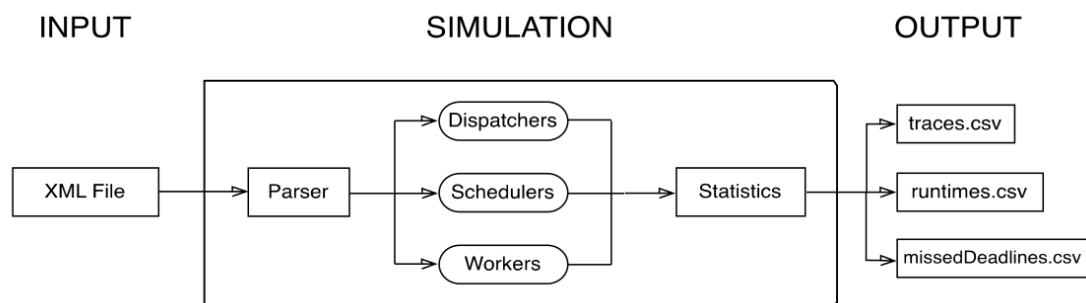 INPUT
SIMULATION
OUTPUT
Dispatchers
traces.csv
XML File
Parser
Schedulers
Statistics
runtimes.csv
Workers
missedDeadlines.csv